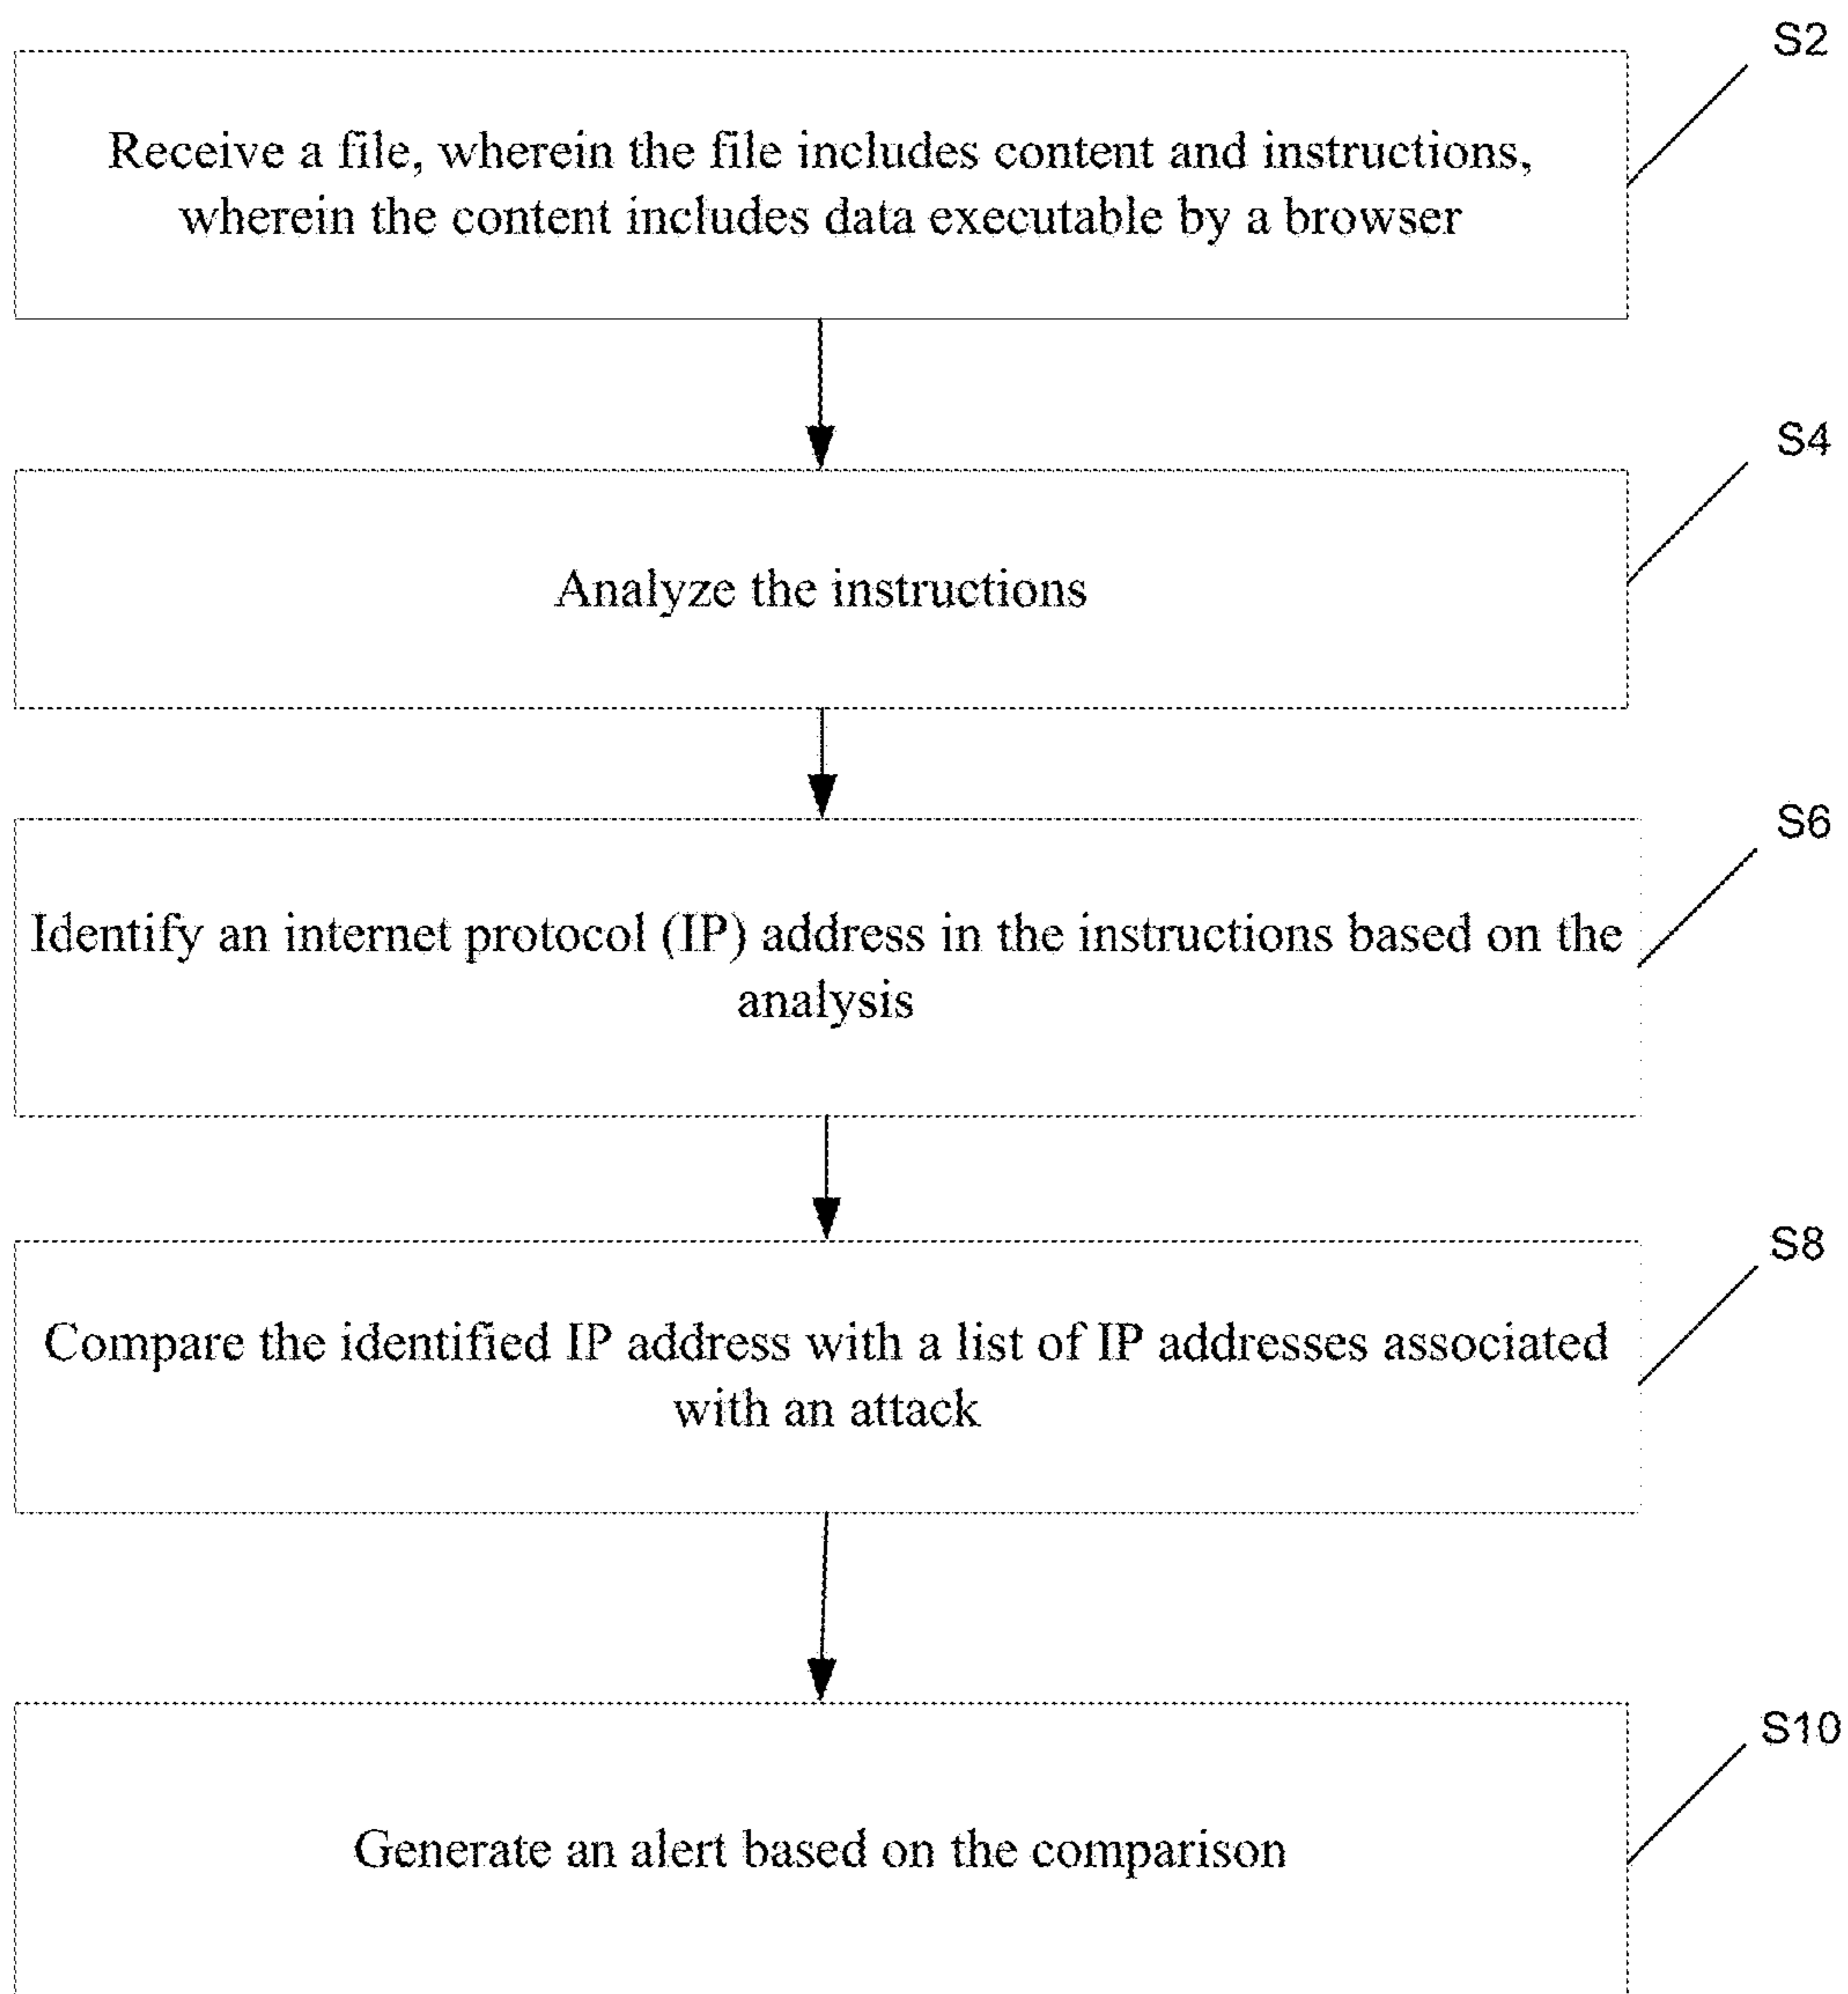 S2
Receive a file, wherein the file includes content and instructions,
wherein the content includes data executable by a browser
S4
Analyze the instructions
S6
Identify an internet protocol (IP) address in the instructions based on the
analysis
S8
Compare the identified IP address with a list of IP addresses associated
with an attack
S10
Generate an alert based on the comparison